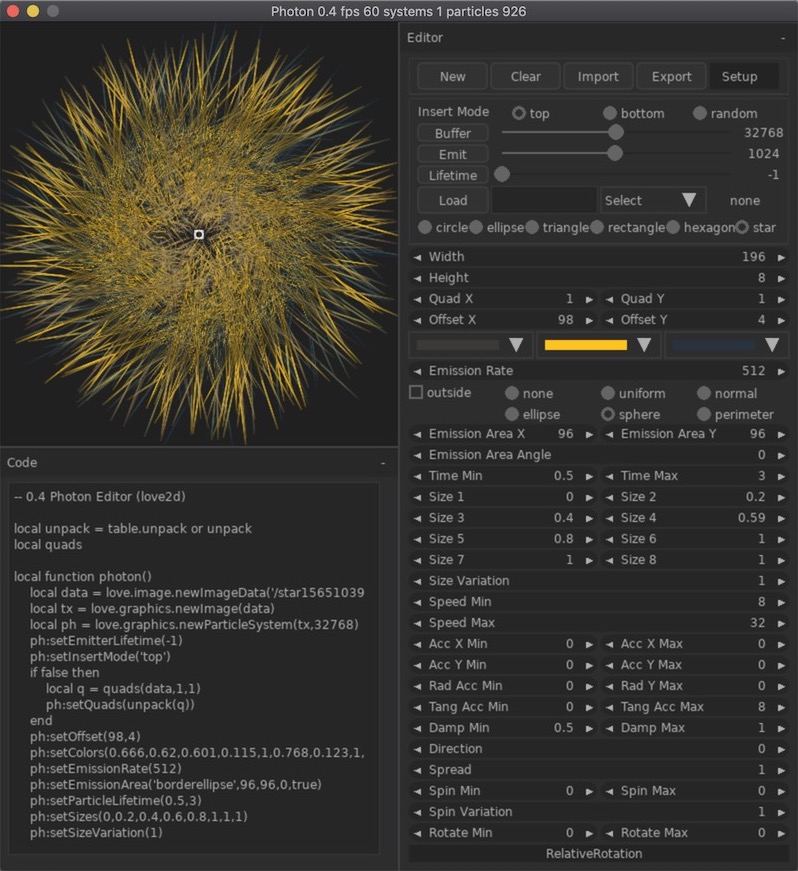 Photon 0.4 fps 60 systems 1 particles 926
Editor -
New Clear Import Export Setup
Insert Mode top bottom random
Buffer 32768
Emit 1024
Lifetime -1
Load Select none
circle ellipse triangle rectangle hexagon star
Width 196
Height 8
Quad X 1 Quad Y 1
Offset X 98 Offset Y 4
Emission Rate 512
outside none uniform normal
ellipse sphere perimeter
Emission Area X 96 Emission Area Y 96
Emission Area Angle 0
Time Min 0.5 Time Max 3
Size 1 0 Size 2 0.2
Size 3 0.4 Size 4 0.59
Size 5 0.8 Size 6 1
Size 7 1 Size 8 1
Size Variation 1
Speed Min 8
Speed Max 32
Acc X Min 0 Acc X Max 0
Acc Y Min 0 Acc Y Max 0
Rad Acc Min 0 Rad Y Max 0
Tang Acc Min 0 Tang Acc Max 8
Damp Min 0.5 Damp Max 1
Direction 0
Spread 1
Spin Min 0 Spin Max 0
Spin Variation 1
Rotate Min 0 Rotate Max 0
RelativeRotation
Code -
-- 0.4 Photon Editor (love2d)
local unpack = table.unpack or unpack
local quads
local function photon()
local data = love.image.newImageData('/star15651039
local tx = love.graphics.newImage(data)
local ph = love.graphics.newParticleSystem(tx,32768)
ph:setEmitterLifetime(-1)
ph:setInsertMode('top')
if false then
local q = quads(data,1,1)
ph:setQuads(unpack(q))
end
ph:setOffset(98,4)
ph:setColors(0.666,0.62,0.601,0.115,1,0.768,0.123,1,
ph:setEmissionRate(512)
ph:setEmissionArea('borderellipse',96,96,0,true)
ph:setParticleLifetime(0.5,3)
ph:setSizes(0,0.2,0.4,0.6,0.8,1,1,1)
ph:setSizeVariation(1)